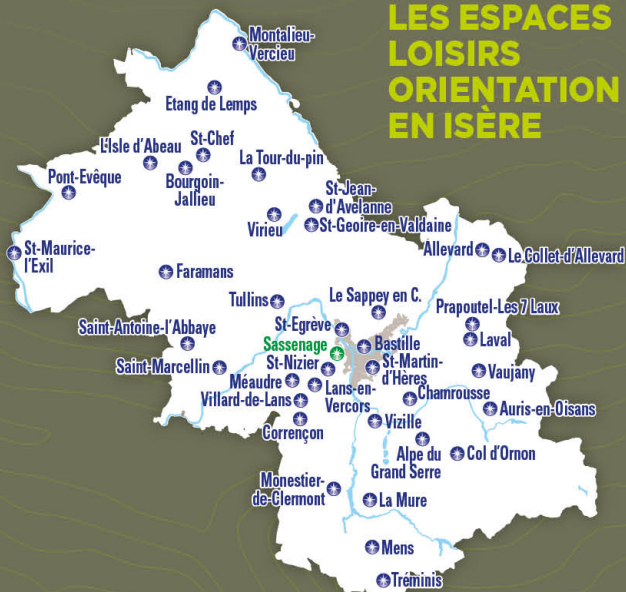 LES ESPACES
LOISIRS
ORIENTATION
EN ISÈRE
Montalieu-
Vercieu
Etang de Lemps
St-Chef
L'Isle d'Abeau
La Tour-du-pin
Bourgoin-
Jallieu
Pont-Evêque
St-Jean-
d'Avelanne
Virieu
St-Geoire-en-Valdaine
St-Maurice-
l'Exil
Allevard
Le Collet-d'Allevard
Faramans
Tullins
Le Sappey en C.
Prapoutel-Les 7 Laux
Saint-Antoine-l'Abbaye
St-Egrève
Sassenage
Bastille
Laval
Saint-Marcellin
St-Nizier
St-Martin-
d'Hères
Vaujany
Méaudre
Lans-en-
Vercors
Chamrousse
Villard-de-Lans
Auris-en-Oisans
Corrençon
Vizille
Alpe du
Grand Serre
Col d'Ornon
Monestier-
de-Clermont
La Mure
Mens
Tréminis